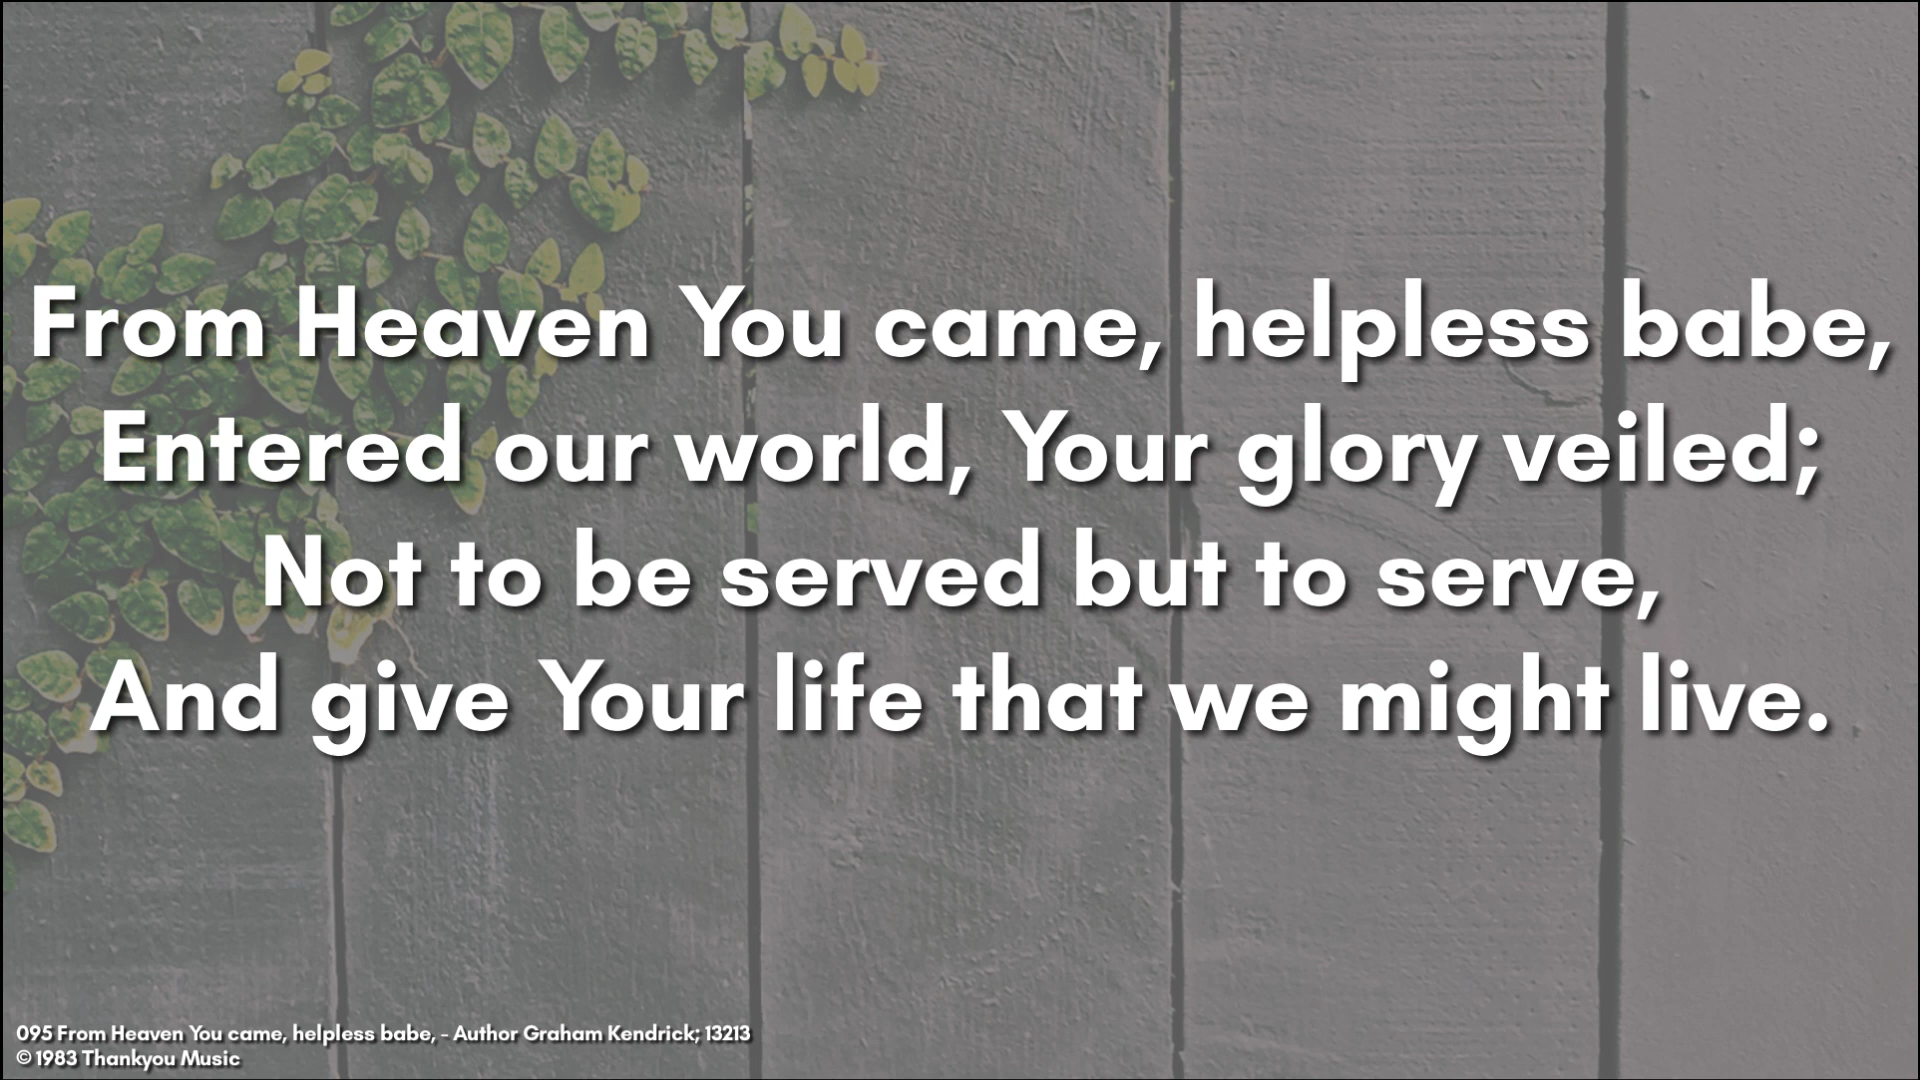 From Heaven You came, helpless babe,
Entered our world, Your glory veiled;
Not to be served but to serve,
And give Your life that we might live.
095 From Heaven You came, helpless babe, - Author Graham Kendrick; 13213
© 1983 Thankyou Music